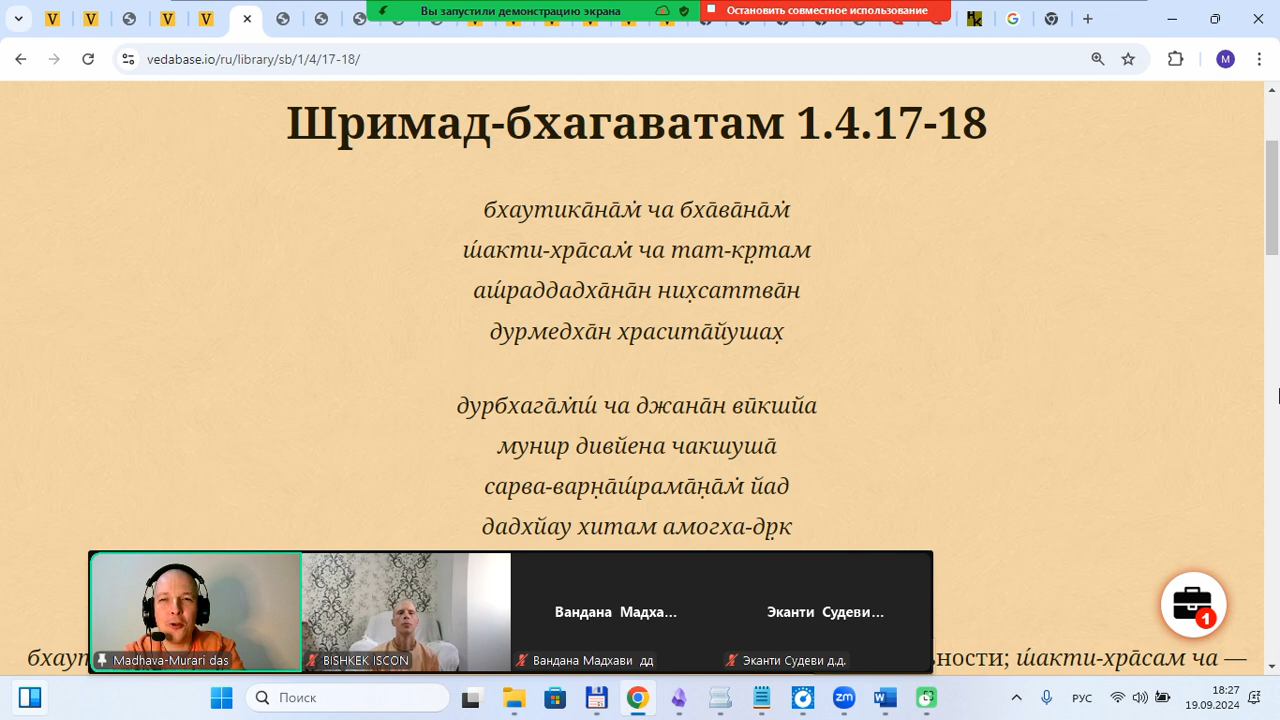 Вы запустили демонстрацию экрана
Остановить совместное использование
vedabase.io/ru/library/sb/1/4/17-18/
M
Шримад-бхагаватам 1.4.17-18
бхаутика̄на̄м̇ ча бха̄ва̄на̄м̇
ш́акти-хра̄сам̇ ча тат-кр̣там
аш́раддадха̄на̄н них̣саттва̄н
дурмедха̄н храсита̄йушах̣
дурбхага̄м̇ш́ ча джана̄н вӣкшйа
мунир дивйена чакшуша̄
сарва-варн̣а̄ш́рама̄н̣а̄м̇ йад
дадхйау хитам амогха-др̣к
Вандана Мадха...
Эканти Судеви...
1
Madhava-Murari das
BISHKEK ISCON
Вандана Мадхави дд
Эканти Судеви д.д.
ш́акти-хра̄сам ча —
Поиск
zm
РУС
18:27
19.09.2024